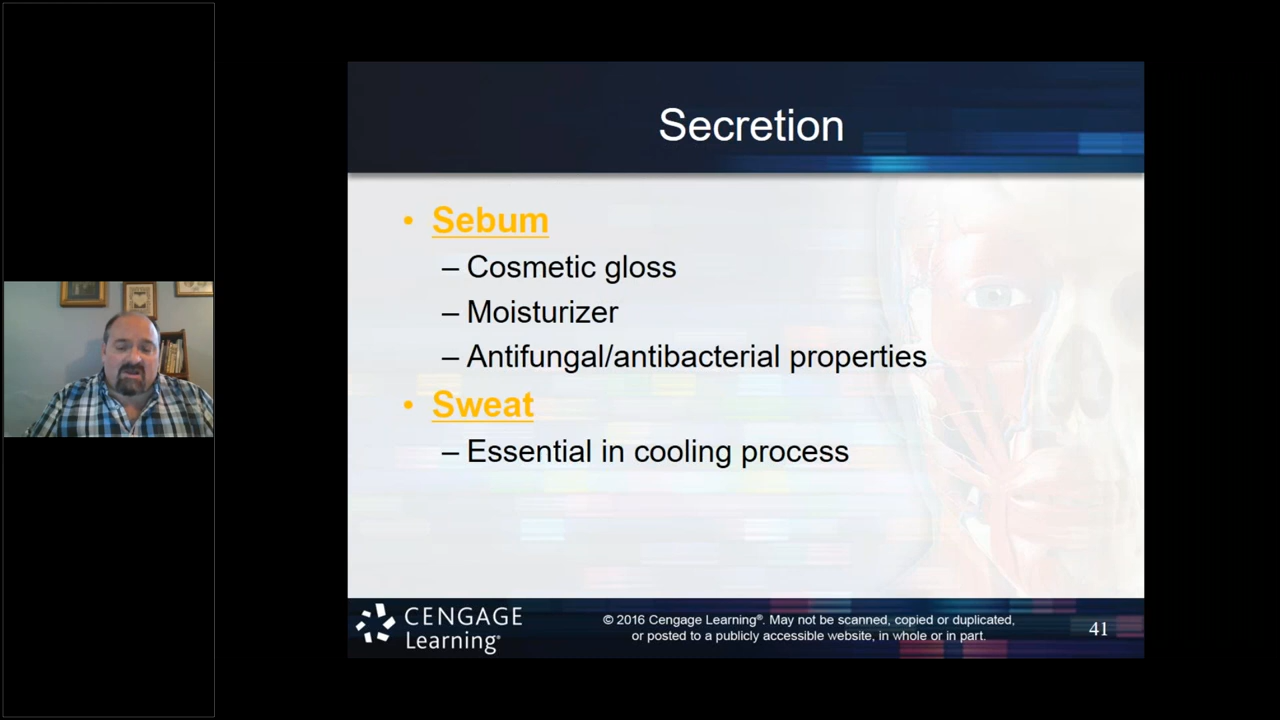 Secretion
• Sebum
– Cosmetic gloss
– Moisturizer
– Antifungal/antibacterial properties
• Sweat
– Essential in cooling process
CENGAGE
Learning®
© 2016 Cengage Learning®. May not be scanned, copied or duplicated,
or posted to a publicly accessible website, in whole or in part.
41